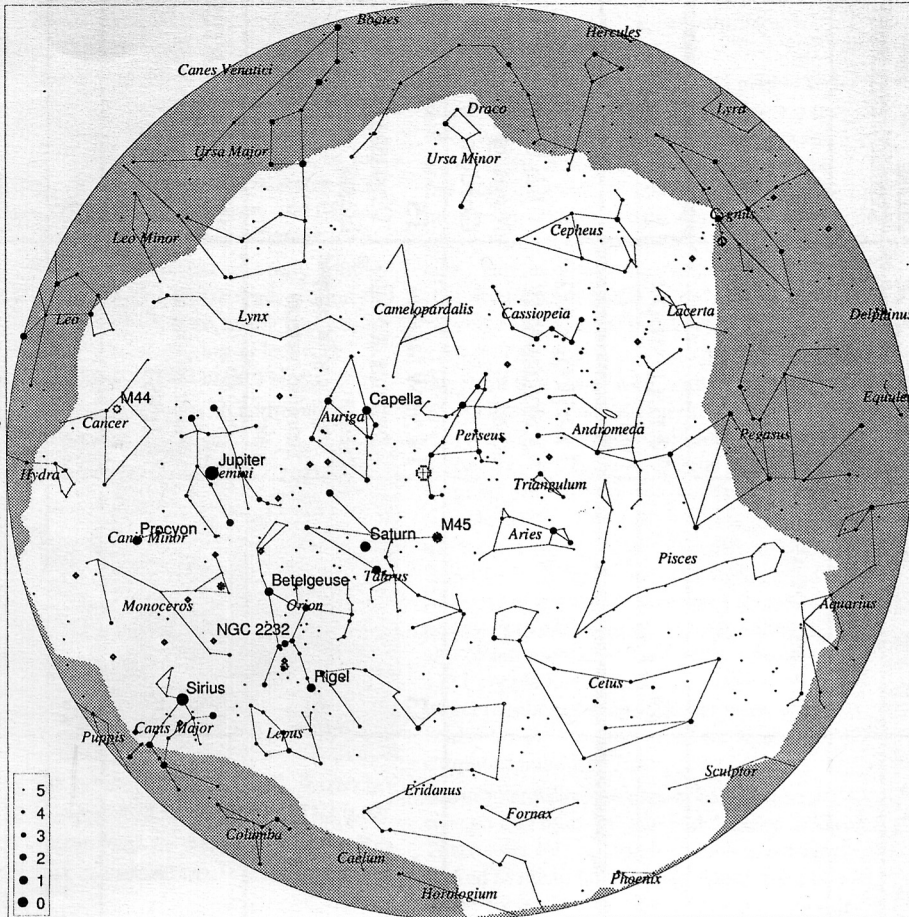 Bootes
Hercules
Canes Venatici
Draco
Lyra
Ursa Major
Ursa Minor
Leo Minor
Cepheus
Cygnus
Leo
Lynx
Camelopardalis
Cassiopeia
Lacerta
Delphinus
M44
Cancer
Capella
Auriga
Perseus
Andromeda
Pegasus
Hydra
Jupiter
Triangulum
Procyon
Canis Minor
Saturn
M45
Aries
Taurus
Pisces
Betelgeuse
Orion
Monoceros
Aquarius
NGC 2232
Rigel
Sirius
Cetus
Canis Major
Puppis
Lepus
Sculptor
Eridanus
Fornax
Columba
Caelum
Phoenix
Horologium
5
4
3
2
1
0